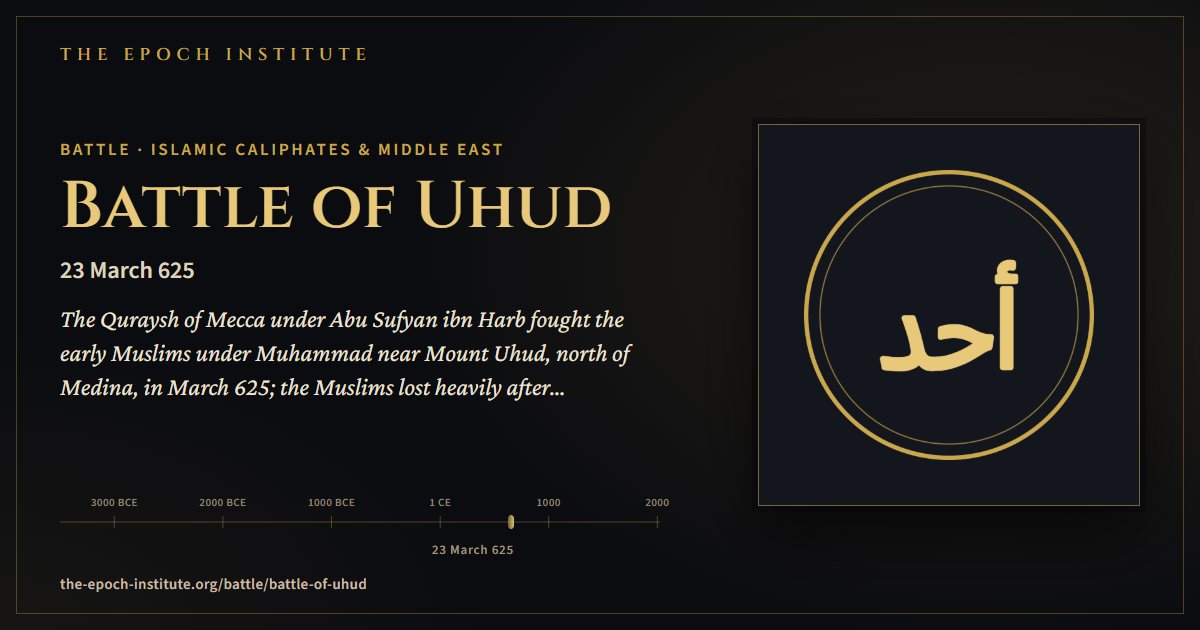 THE EPOCH INSTITUTE
BATTLE · ISLAMIC CALIPHATES & MIDDLE EAST
BATTLE OF UHUD
23 March 625
The Quraysh of Mecca under Abu Sufyan ibn Harb fought the
early Muslims under Muhammad near Mount Uhud, north of
Medina, in March 625; the Muslims lost heavily after...
أحد
3000 BCE 2000 BCE 1000 BCE 1 CE 1000 2000
23 March 625
the-epoch-institute.org/battle/battle-of-uhud